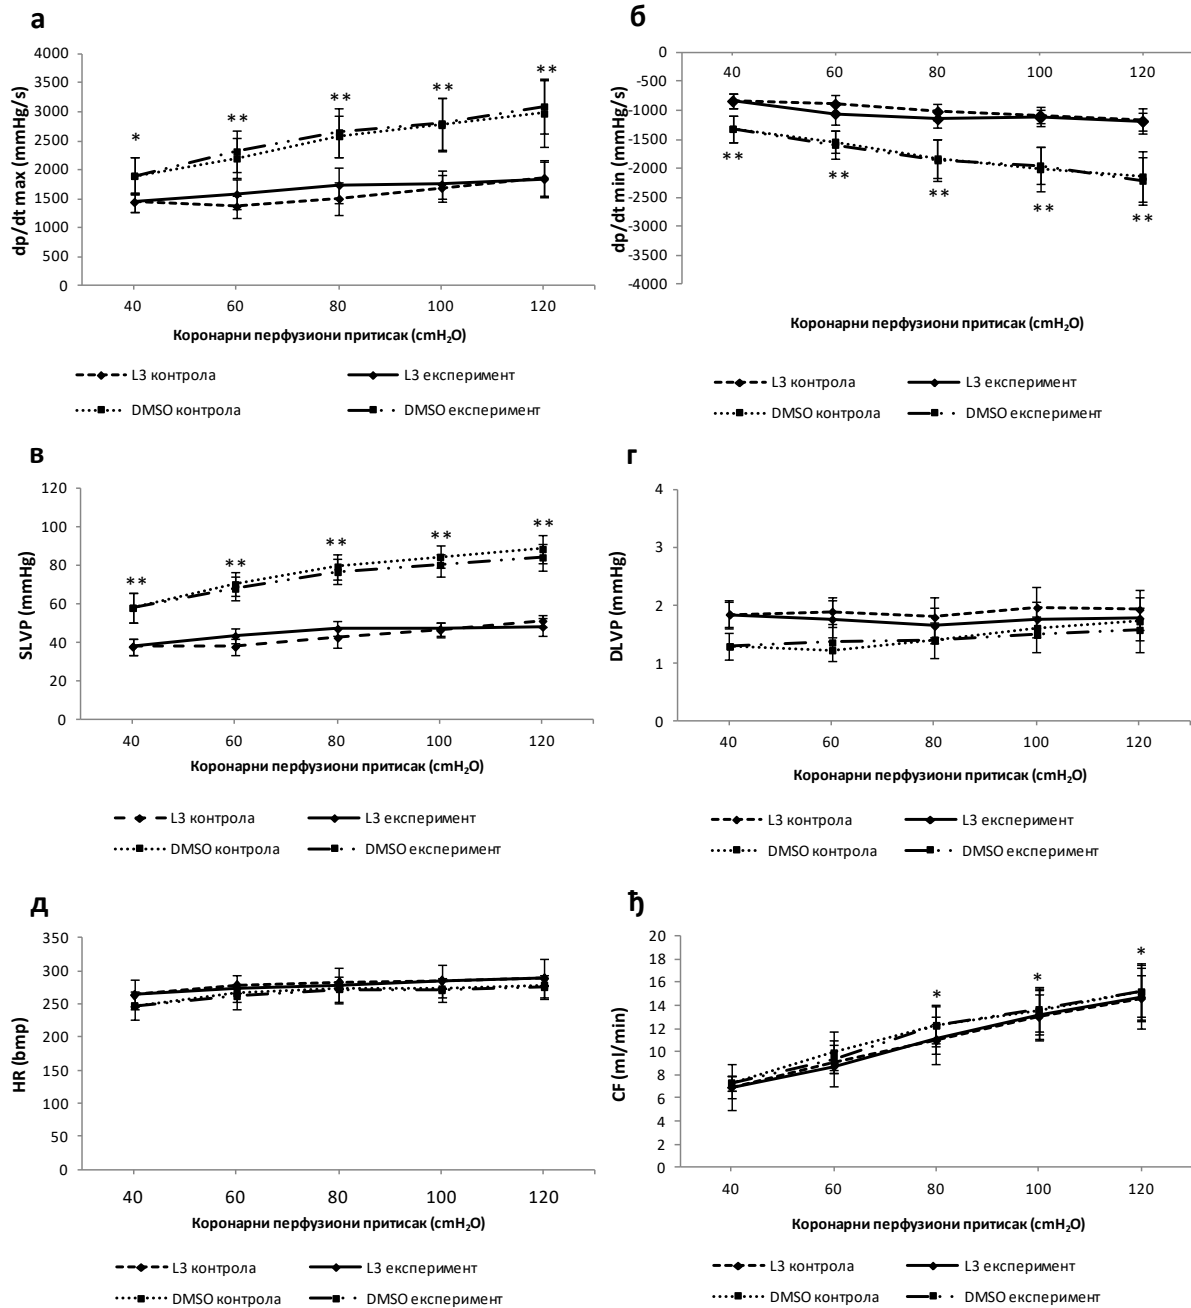 а
4000
3500
3000
2500
2000
1500
1000
500
0
dp/dt max (mmHg/s)
*
**
**
**
**
40 60 80 100 120
Коронарни перфузиони притисак (cmH₂O)
L3 контрола L3 експеримент
DMSO контрола DMSO експеримент
б
0
-500
-1000
-1500
-2000
-2500
-3000
-3500
-4000
dp/dt min (mmHg/s)
40 60 80 100 120
**
**
**
**
**
Коронарни перфузиони притисак (cmH₂O)
L3 контрола L3 експеримент
DMSO контрола DMSO експеримент
в
120
100
80
60
40
20
0
SLVP (mmHg)
**
**
**
**
**
40 60 80 100 120
Коронарни перфузиони притисак (cmH₂O)
L3 контрола L3 експеримент
DMSO контрола DMSO експеримент
г
4
3
2
1
0
DLVP (mmHg)
40 60 80 100 120
Коронарни перфузиони притисак (cmH₂O)
L3 контрола L3 експеримент
DMSO контрола DMSO експеримент
д
350
300
250
200
150
100
50
0
HR (bmp)
40 60 80 100 120
Коронарни перфузиони притисак (cmH₂O)
L3 контрола L3 експеримент
DMSO контрола DMSO експеримент
ђ
20
18
16
14
12
10
8
6
4
2
0
CF (ml/min)
*
*
*
40 60 80 100 120
Коронарни перфузиони притисак (cmH₂O)
L3 контрола L3 експеримент
DMSO контрола DMSO експеримент